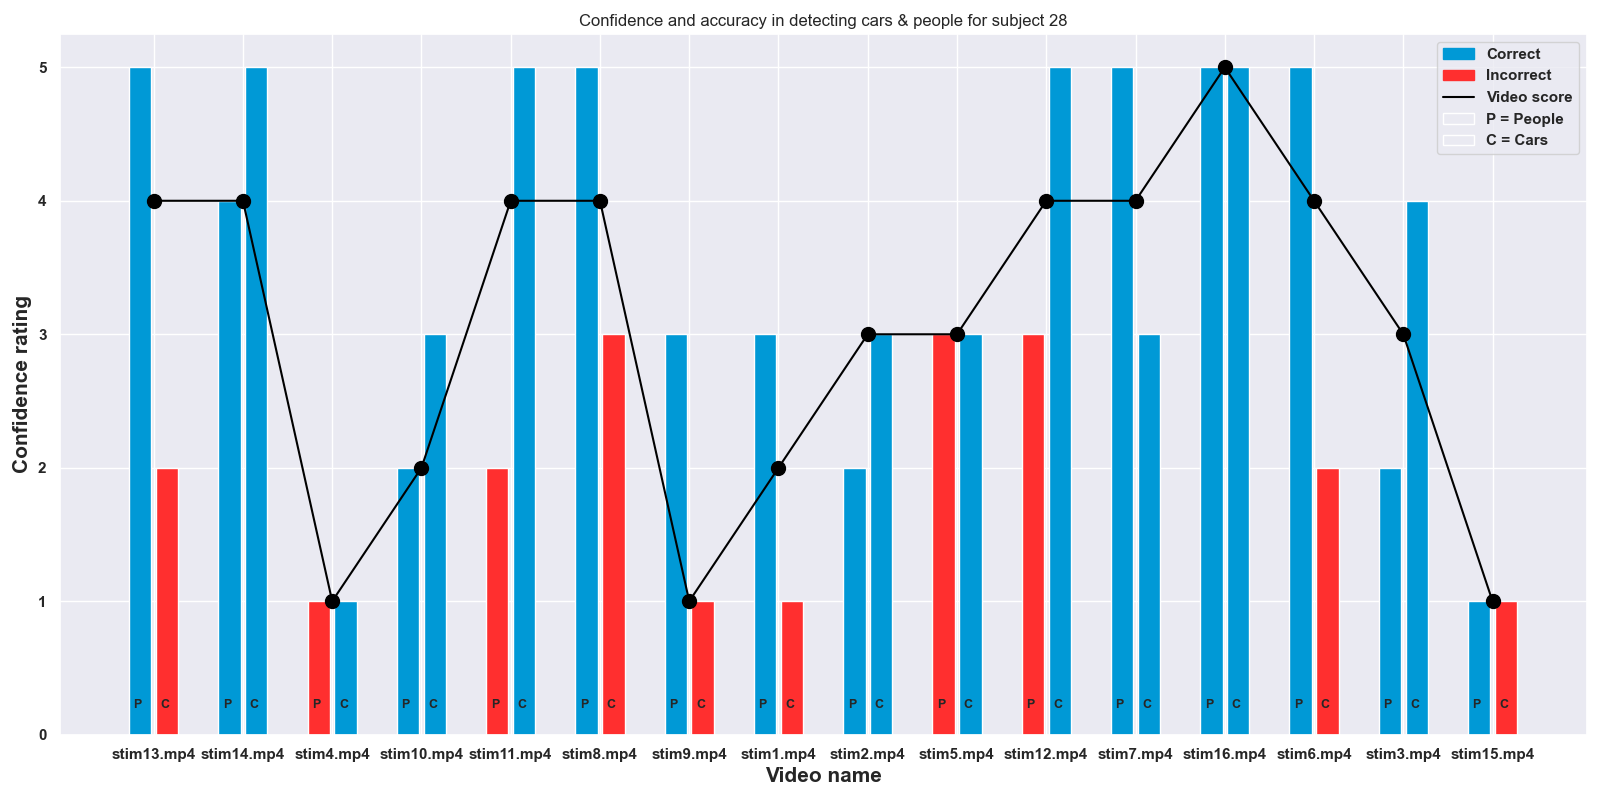 Confidence and accuracy in detecting cars & people for subject 28
Correct
Incorrect
Video score
P = People
C = Cars
Confidence rating
5
4
3
2
1
0
P C P C P C P C P C P C P C P C P C P C P C P C P C P C P C P C
stim13.mp4 stim14.mp4 stim4.mp4 stim10.mp4 stim11.mp4 stim8.mp4 stim9.mp4 stim1.mp4 stim2.mp4 stim5.mp4 stim12.mp4 stim7.mp4 stim16.mp4 stim6.mp4 stim3.mp4 stim15.mp4
Video name